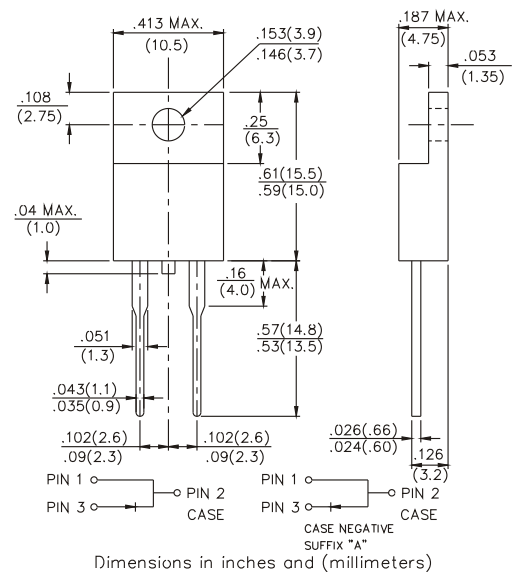 .413 MAX.
(10.5)
.153(3.9)
.146(3.7)
.187 MAX.
(4.75)
.053
(1.35)
.108
(2.75)
.25
(6.3)
.61(15.5)
.59(15.0)
.04 MAX.
(1.0)
.16
(4.0) MAX.
.57(14.8)
.53(13.5)
.051
(1.3)
.043(1.1)
.035(0.9)
.102(2.6)
.09(2.3)
.102(2.6)
.09(2.3)
.026(.66)
.024(.60)
.126
(3.2)
PIN 1
PIN 3
PIN 2
CASE
PIN 1
PIN 3
PIN 2
CASE
CASE NEGATIVE
SUFFIX "A"
Dimensions in inches and (millimeters)